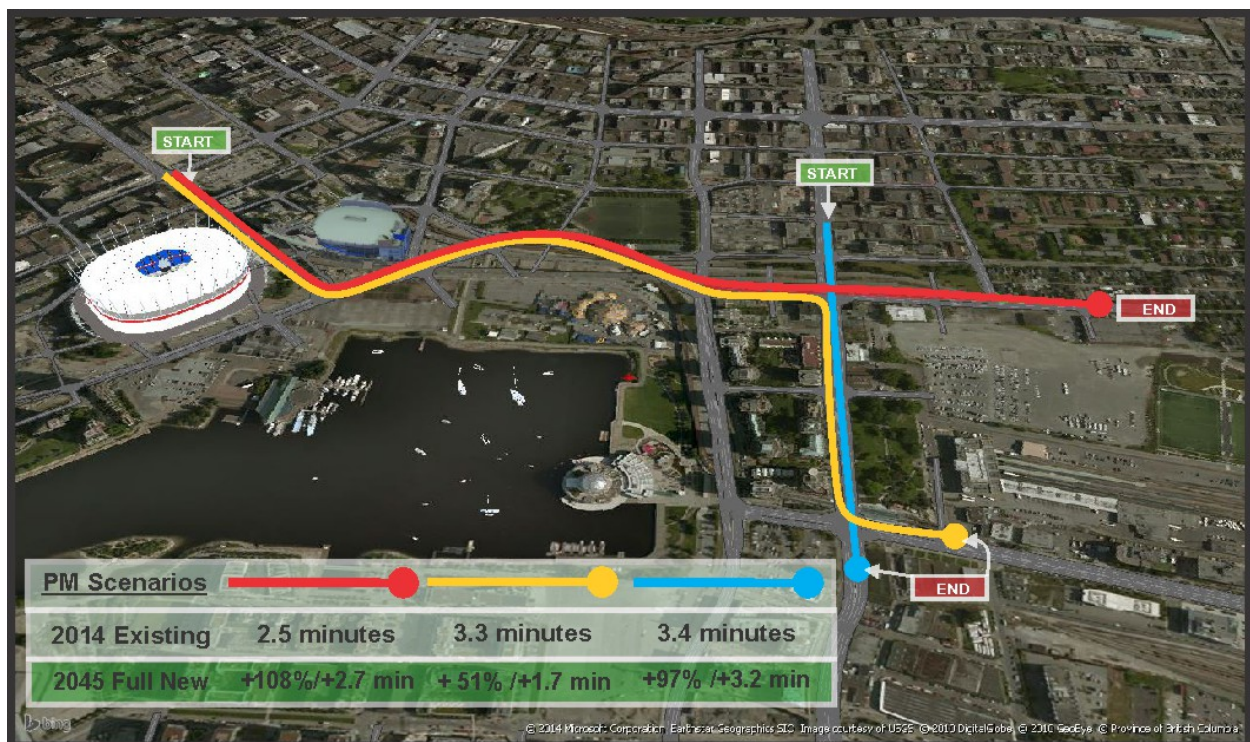 START
START
END
END
PM Scenarios
2014 Existing 2.5 minutes 3.3 minutes 3.4 minutes
2045 Full New +108%/+2.7 min + 51% /+1.7 min +97% /+3.2 min
bing
© 2014 Microsoft Corporation Earthstar Geographics SIO Image courtesy of USGS © 2010 DigitalGlobe © 2010 GeoEye © Province of British Columbia